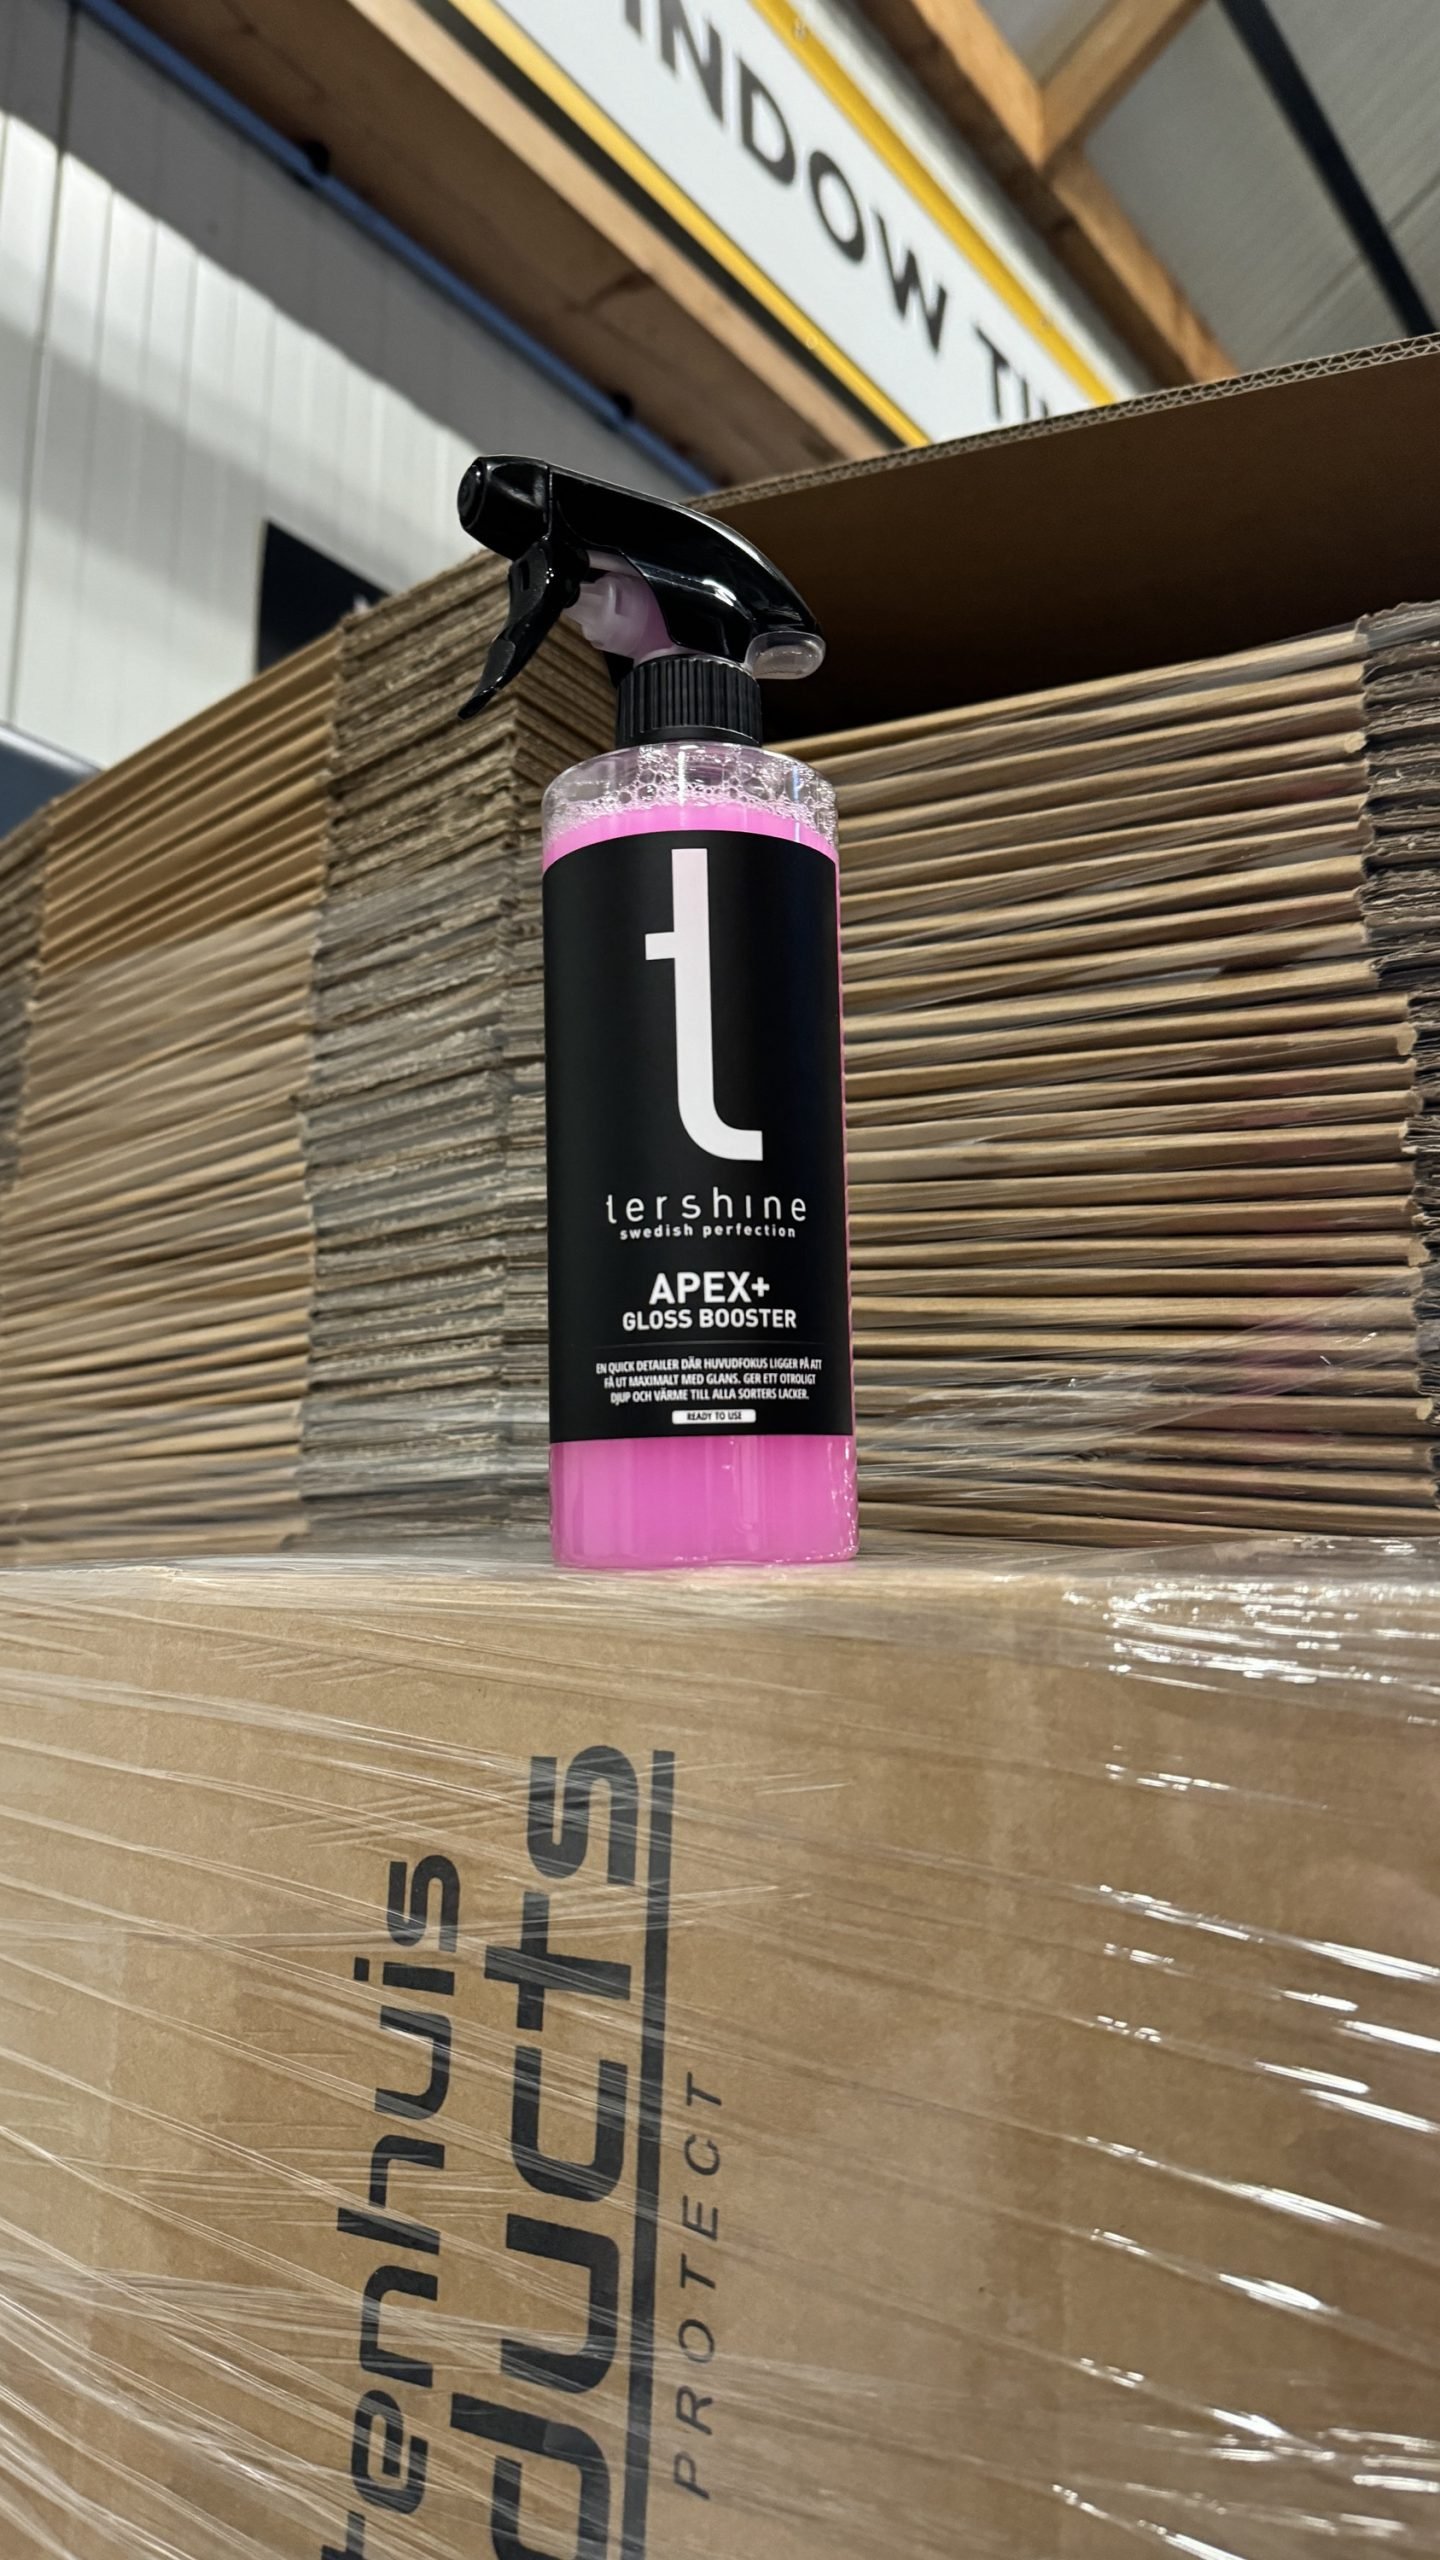 INDOW TI
t
tershine
swedish perfection
APEX+
GLOSS BOOSTER
EN QUICK DETAILER DÄR HUVUDFOKUS LIGGER PÅ ATT
FÅ UT MAXIMALT MED GLANS. GER ETT OTROLIGT
DJUP OCH VÄRME TILL ALLA SORTERS LACKER.
READY TO USE
tenhuis
ducts
PROTECT